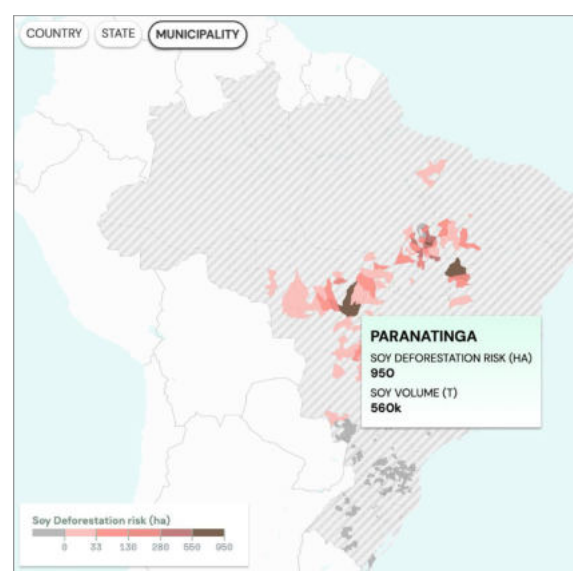 COUNTRY STATE MUNICIPALITY
PARANATINGA
SOY DEFORESTATION RISK (HA)
950
SOY VOLUME (T)
560k
Soy Deforestation risk (ha)
0 33 130 280 550 950